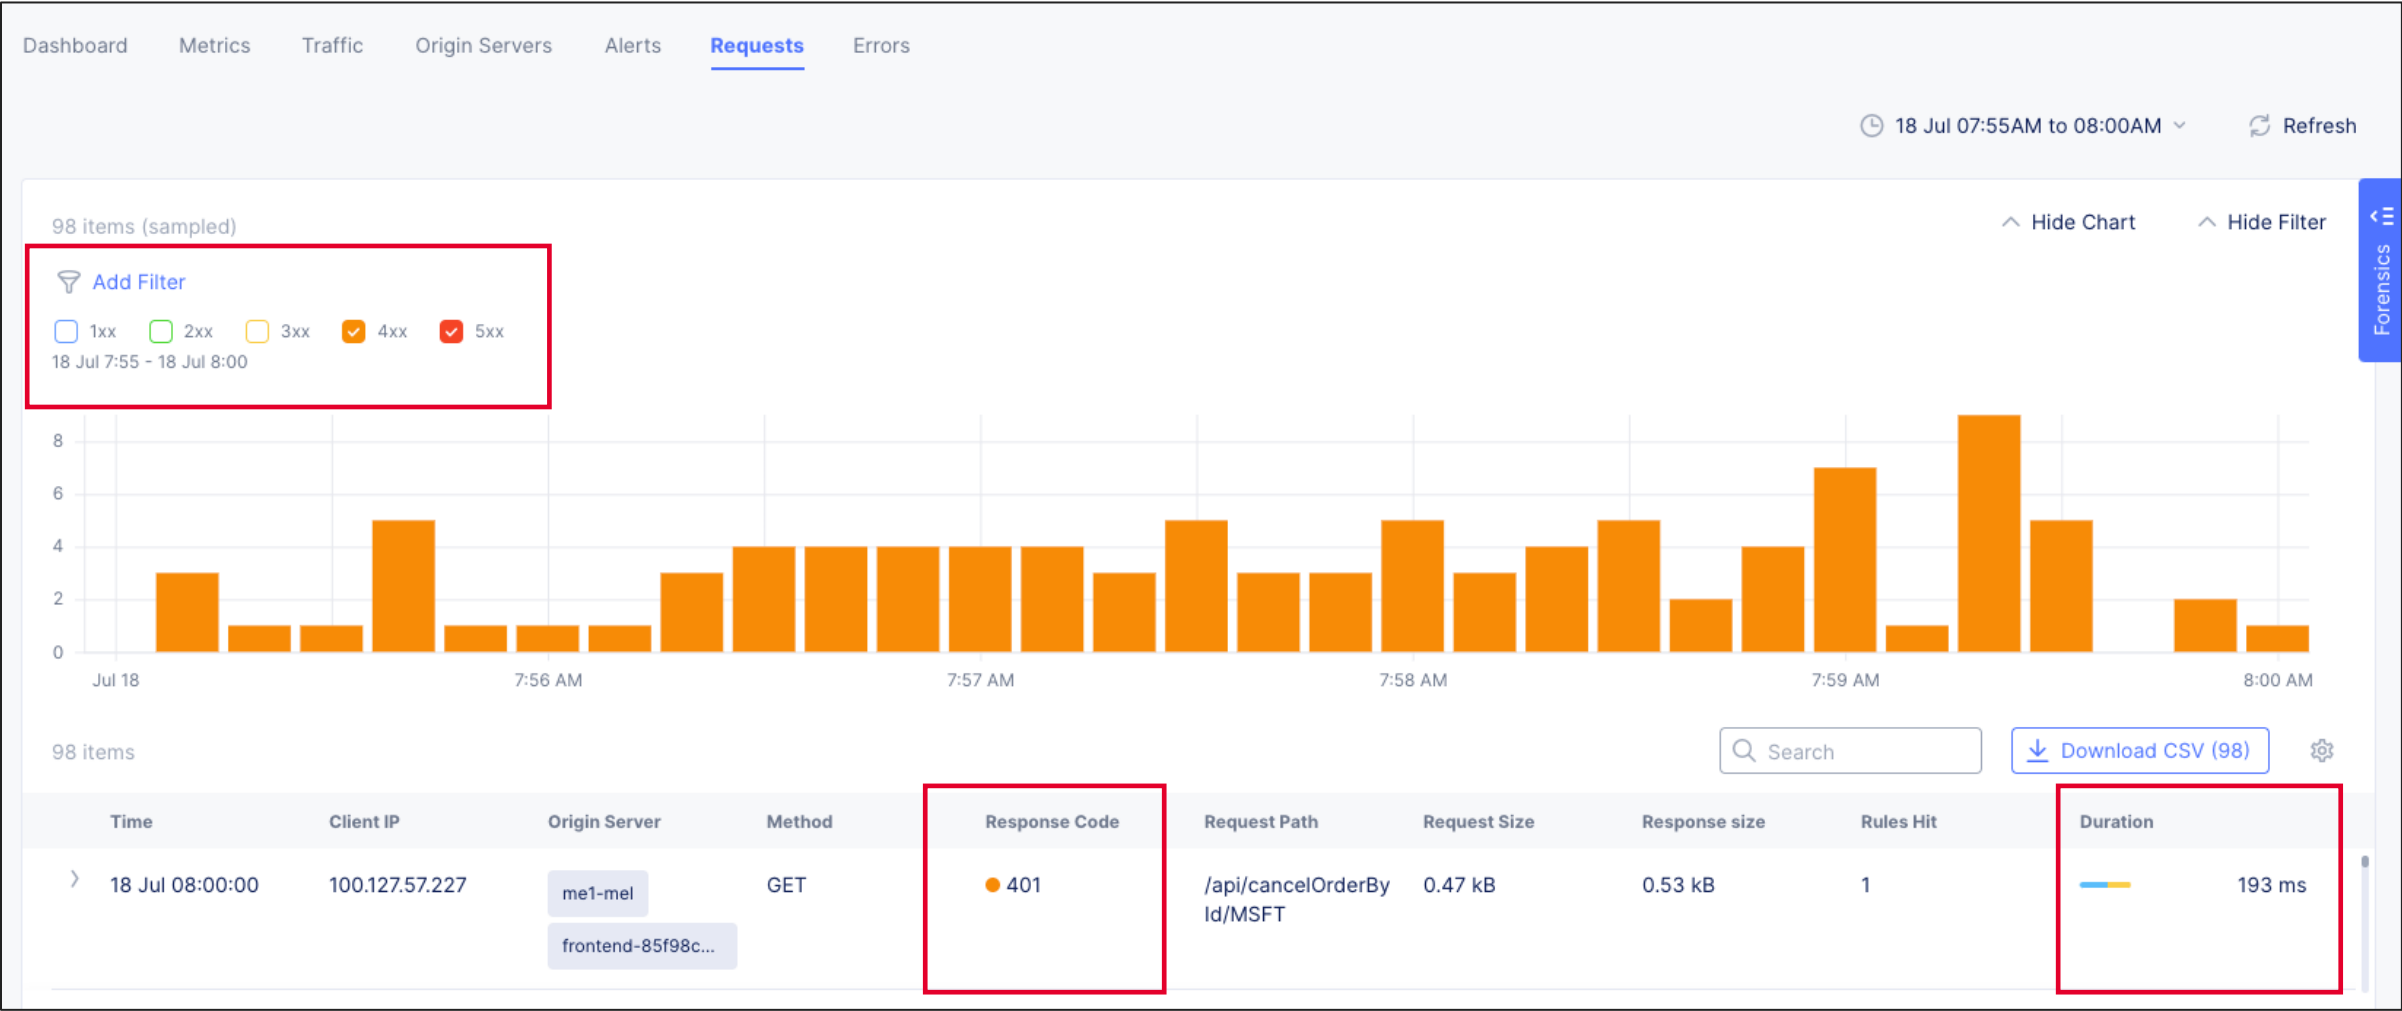 Dashboard Metrics Traffic Origin Servers Alerts Requests Errors
18 Jul 07:55AM to 08:00AM Refresh
98 items (sampled) Hide Chart Hide Filter
Forensics
Add Filter
1xx 2xx 3xx 4xx 5xx
18 Jul 7:55 - 18 Jul 8:00
8
6
4
2
0
Jul 18 7:56 AM 7:57 AM 7:58 AM 7:59 AM 8:00 AM
98 items Search Download CSV (98)
Time Client IP Origin Server Method Response Code Request Path Request Size Response size Rules Hit Duration
18 Jul 08:00:00 100.127.57.227 me1-mel GET 401 /api/cancelOrderBy 0.47 kB 0.53 kB 1 193 ms
Id/MSFT
frontend-85f98c...